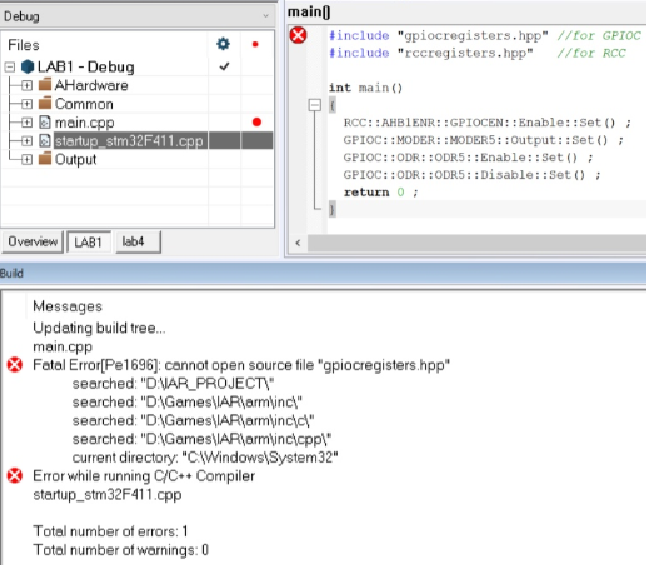 Debug
Files
LAB1 - Debug
AHardware
Common
main.cpp
startup_stm32F411.cpp
Output
Overview
LAB1
lab4
main()
#include "gpiocregisters.hpp" //for GPIOC
#include "rccregisters.hpp" //for RCC
int main()
{
RCC::AHB1ENR::GPIOCEN::Enable::Set() ;
GPIOC::MODER::MODER5::Output::Set() ;
GPIOC::ODR::ODR5::Enable::Set() ;
GPIOC::ODR::ODR5::Disable::Set() ;
return 0 ;
}
Build
Messages
Updating build tree...
main.cpp
Fatal Error[Pe1696]: cannot open source file "gpiocregisters.hpp"
searched: "D:\IAR_PROJECT\"
searched: "D:\Games\IAR\arm\inc\"
searched: "D:\Games\IAR\arm\inc\c\"
searched: "D:\Games\IAR\arm\inc\cpp\"
current directory: "C:\Windows\System32"
Error while running C/C++ Compiler
startup_stm32F411.cpp
Total number of errors: 1
Total number of warnings: 0